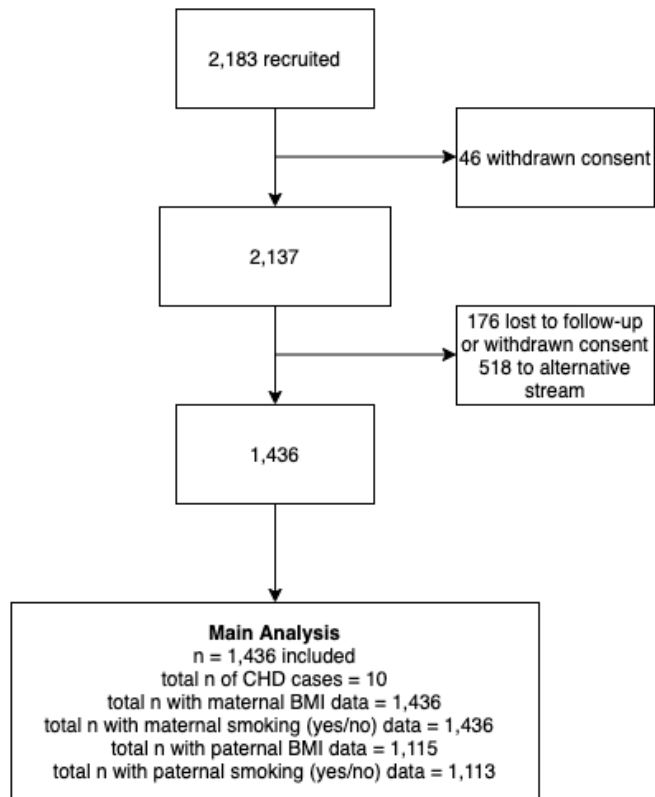 2,183 recruited
46 withdrawn consent
2,137
176 lost to follow-up
or withdrawn consent
518 to alternative
stream
1,436
Main Analysis
n = 1,436 included
total n of CHD cases = 10
total n with maternal BMI data = 1,436
total n with maternal smoking (yes/no) data = 1,436
total n with paternal BMI data = 1,115
total n with paternal smoking (yes/no) data = 1,113